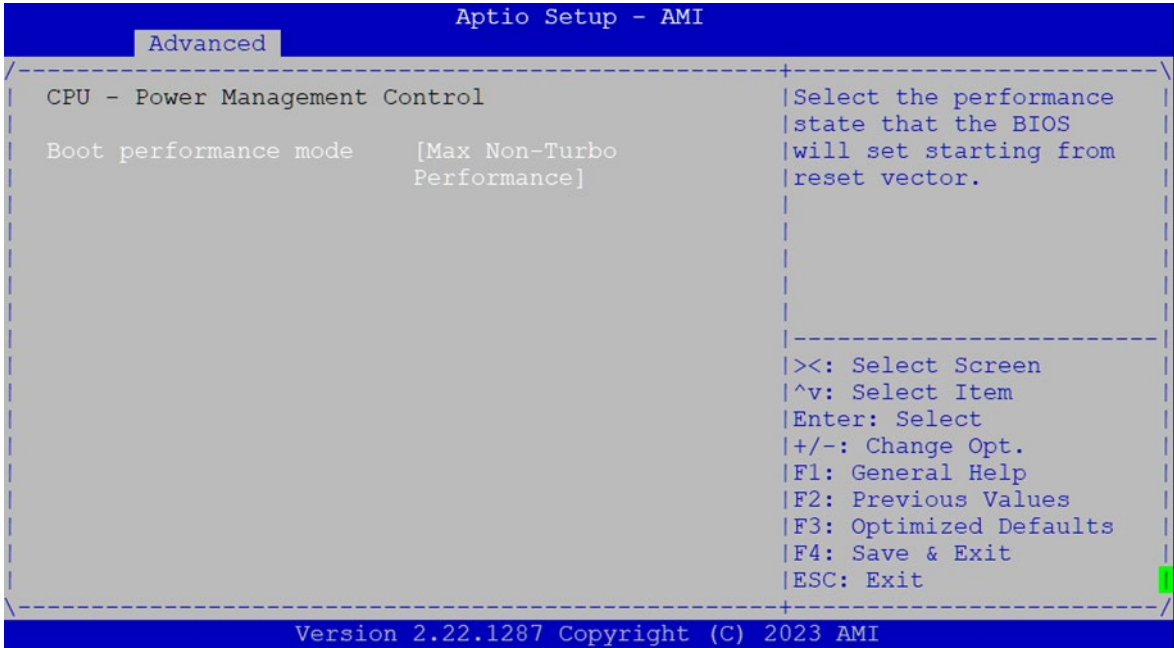 Aptio Setup - AMI
Advanced
CPU - Power Management Control
Boot performance mode [Max Non-Turbo
Performance]
Select the performance
state that the BIOS
will set starting from
reset vector.
><: Select Screen
^v: Select Item
Enter: Select
+/-: Change Opt.
F1: General Help
F2: Previous Values
F3: Optimized Defaults
F4: Save & Exit
ESC: Exit
Version 2.22.1287 Copyright (C) 2023 AMI